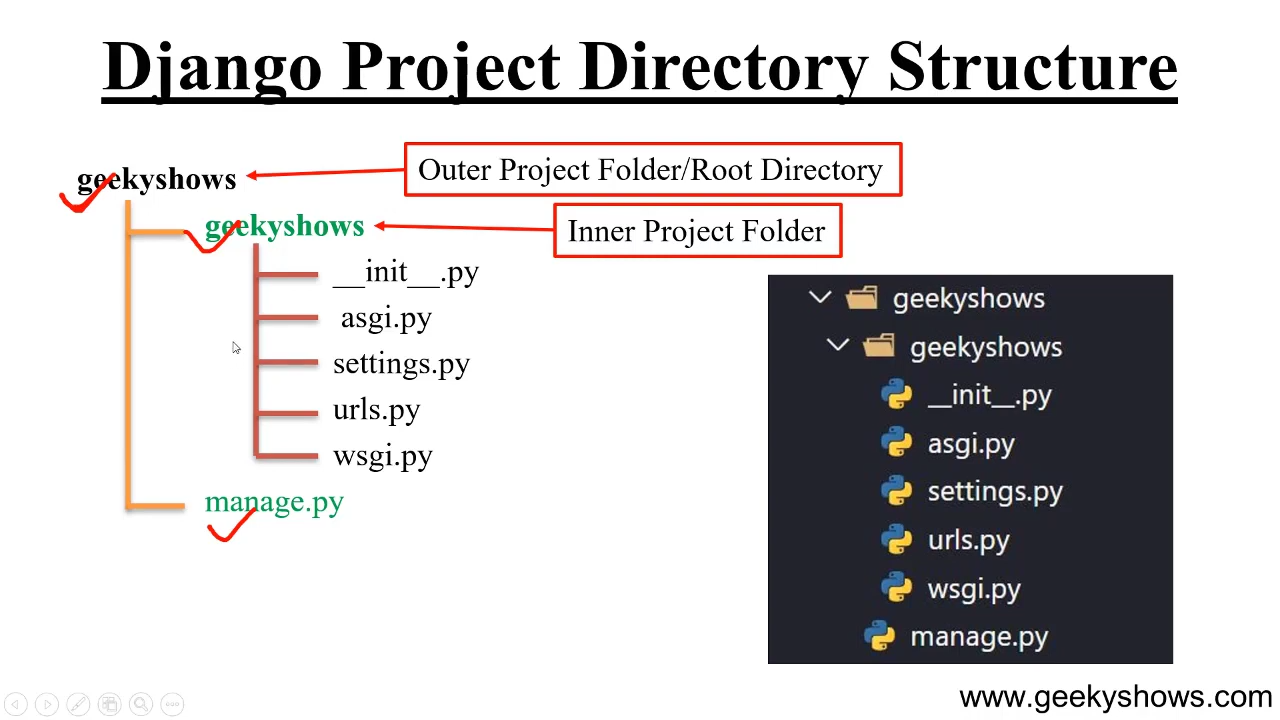 Django Project Directory Structure
geekyshows
Outer Project Folder/Root Directory
geekyshows
Inner Project Folder
__init__.py
asgi.py
settings.py
urls.py
wsgi.py
manage.py
geekyshows
geekyshows
__init__.py
asgi.py
settings.py
urls.py
wsgi.py
manage.py
www.geekyshows.com